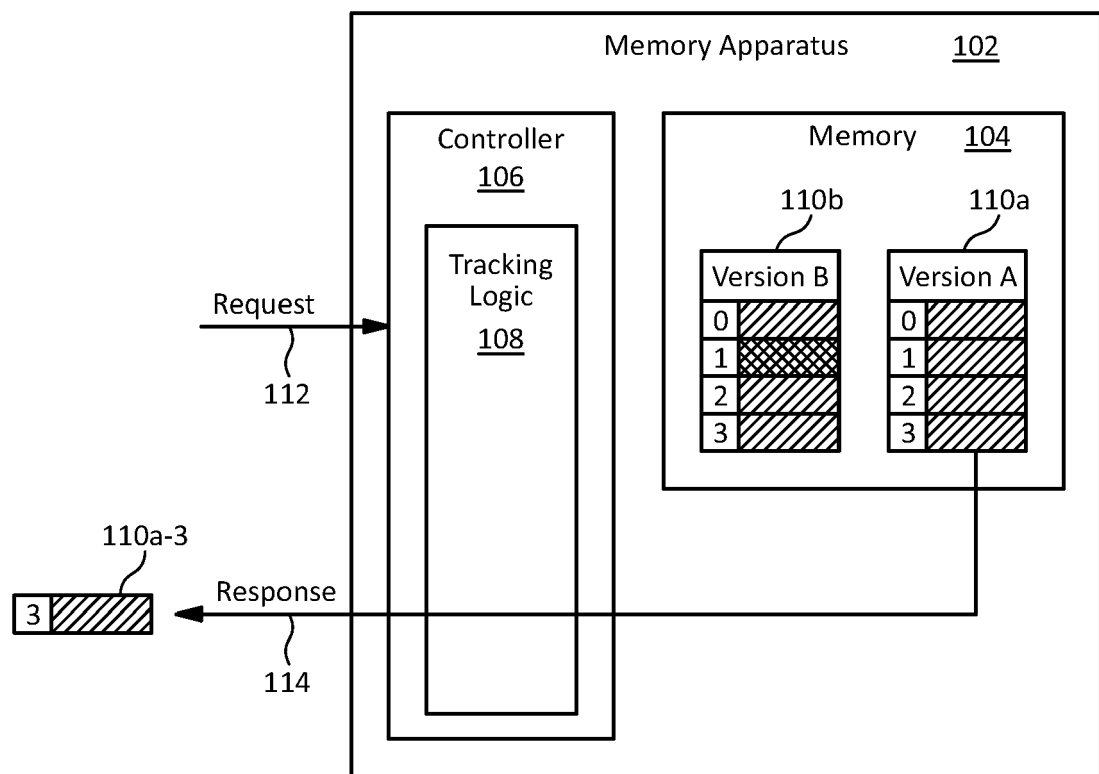 Memory Apparatus 102
Controller
106
Memory 104
110b 110a
Tracking
Logic
108
Version B Version A
0 0
1 1
2 2
3 3
Request
112
110a-3
3
Response
114